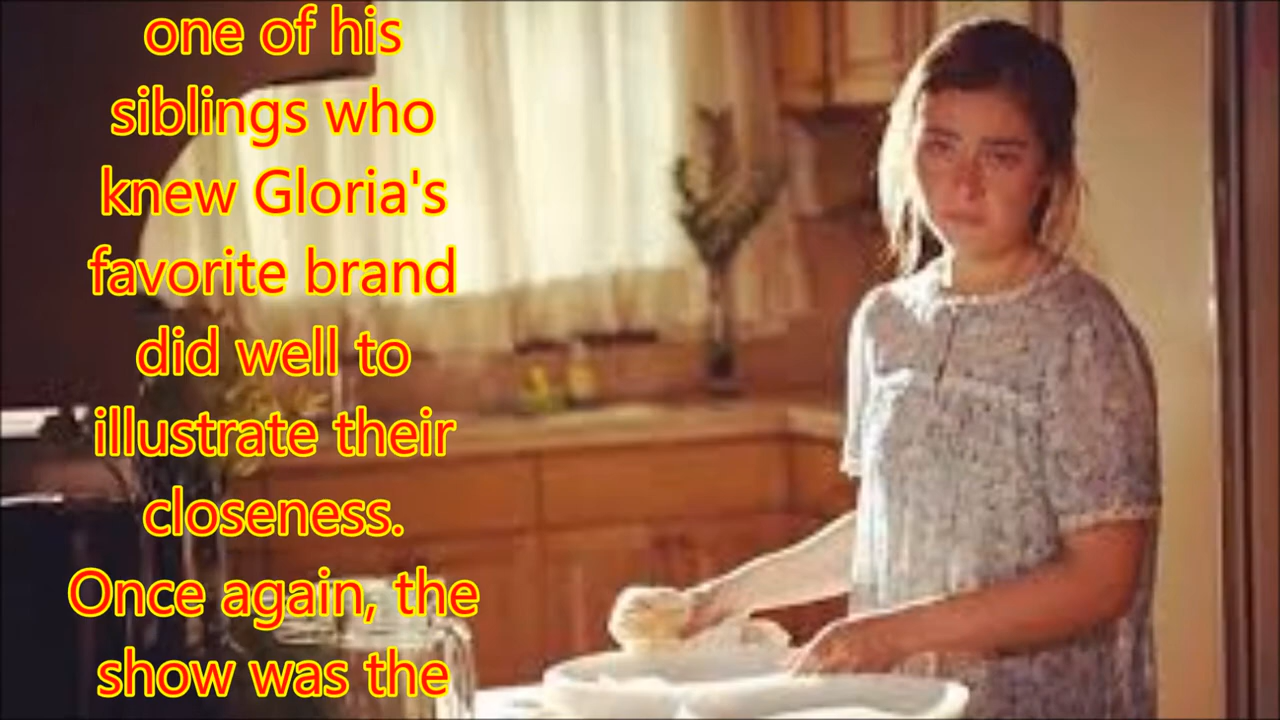 one of his
siblings who
knew Gloria's
favorite brand
did well to
illustrate their
closeness.
Once again, the
show was the